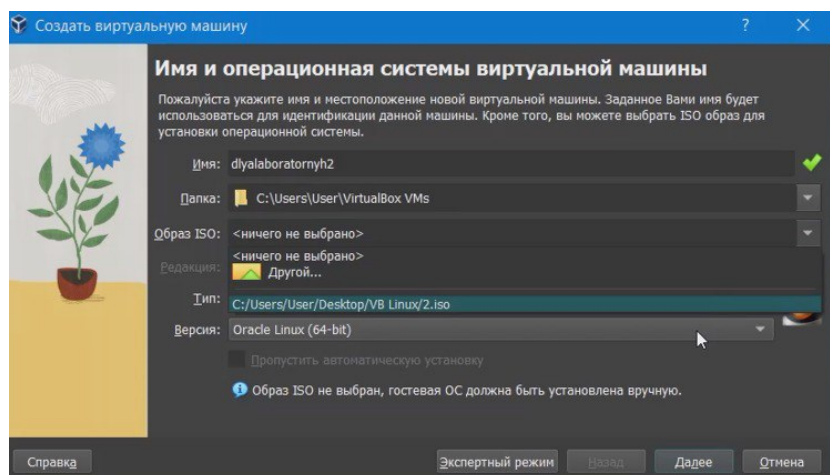 Создать виртуальную машину ? ×
Имя и операционная системы виртуальной машины
Пожалуйста укажите имя и местоположение новой виртуальной машины. Заданное Вами имя будет
использоваться для идентификации данной машины. Кроме того, вы можете выбрать ISO образ для
установки операционной системы.
Имя: dlyalaboratornyh2
Папка: C:\Users\User\VirtualBox VMs
Образ ISO: <ничего не выбрано>
<ничего не выбрано>
Редакция: Другой...
Тип: C:/Users/User/Desktop/VB Linux/2.iso
Версия: Oracle Linux (64-bit)
Пропустить автоматическую установку
Образ ISO не выбран, гостевая ОС должна быть установлена вручную.
Справка Экспертный режим Назад Далее Отмена